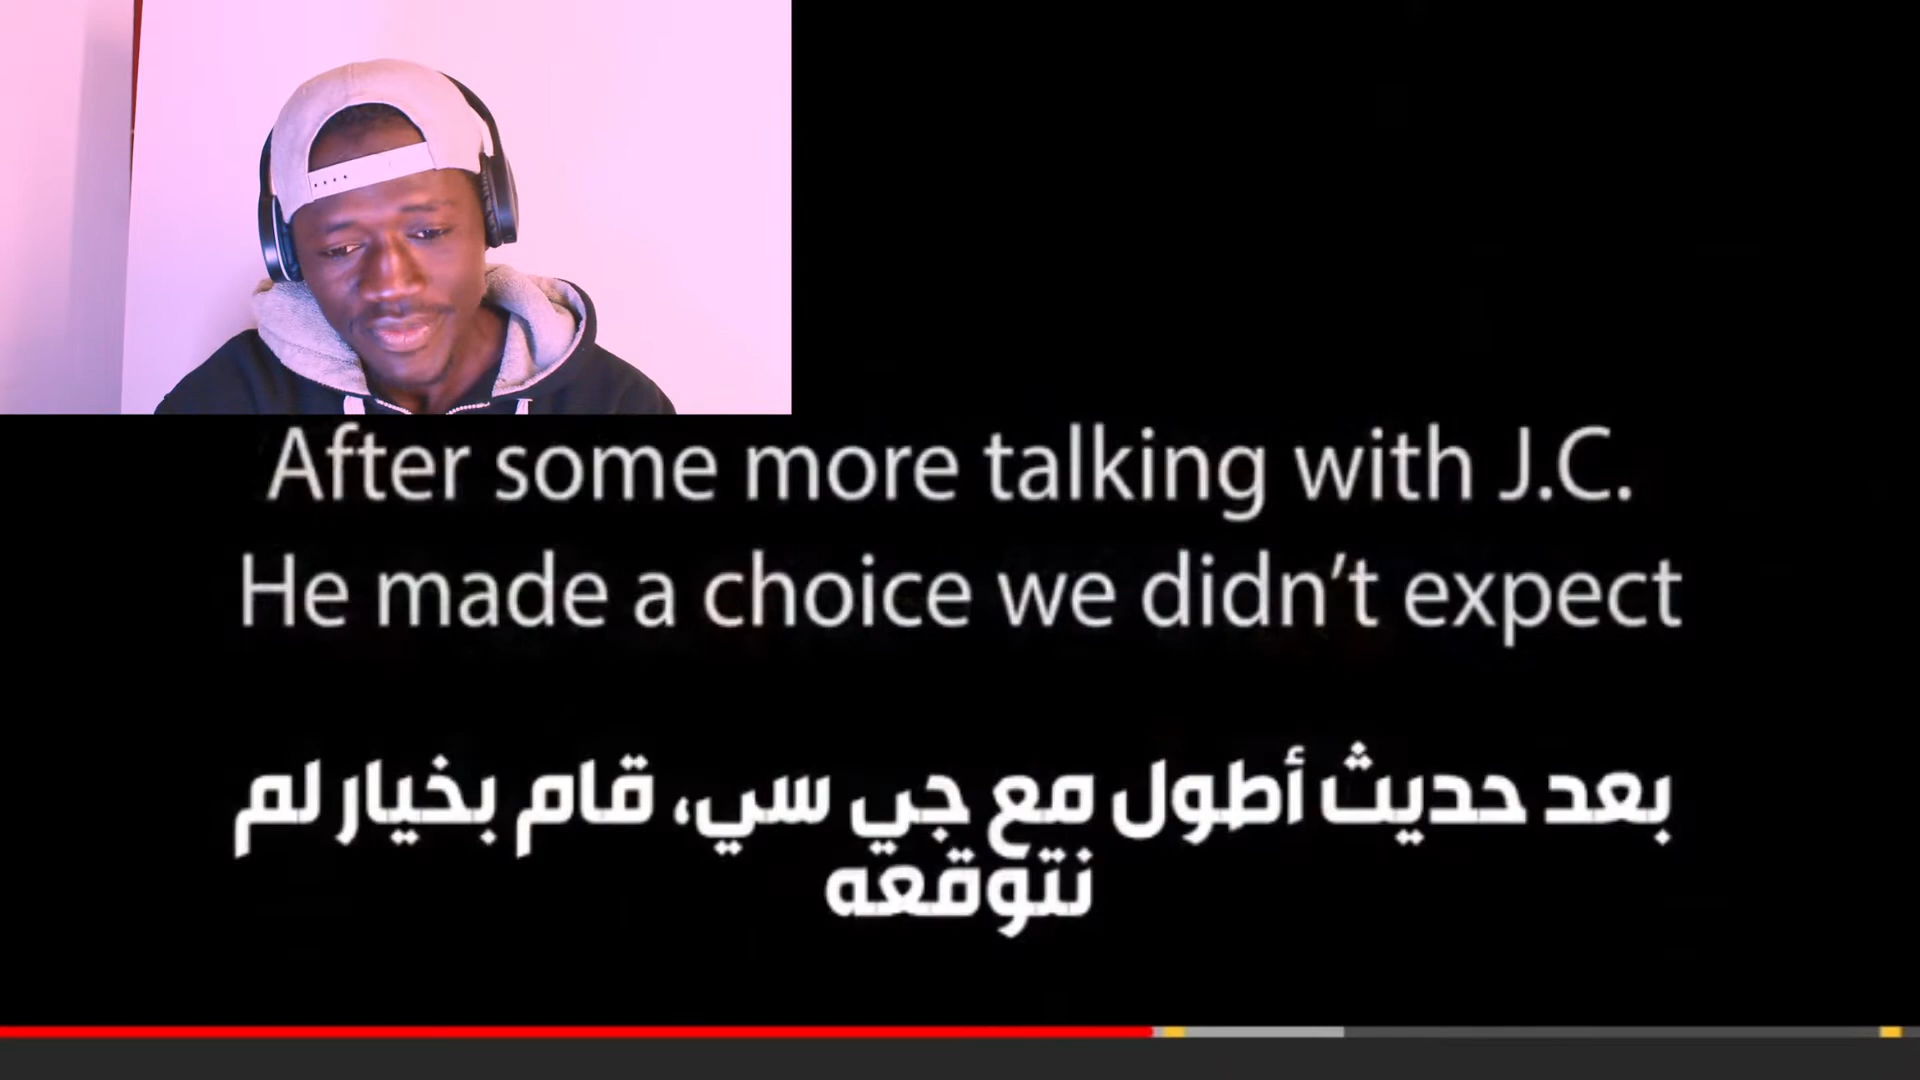 After some more talking with J.C.
He made a choice we didn't expect
بعد حديث أطول مع جي سي، قام بخيار لم
نتوقعه